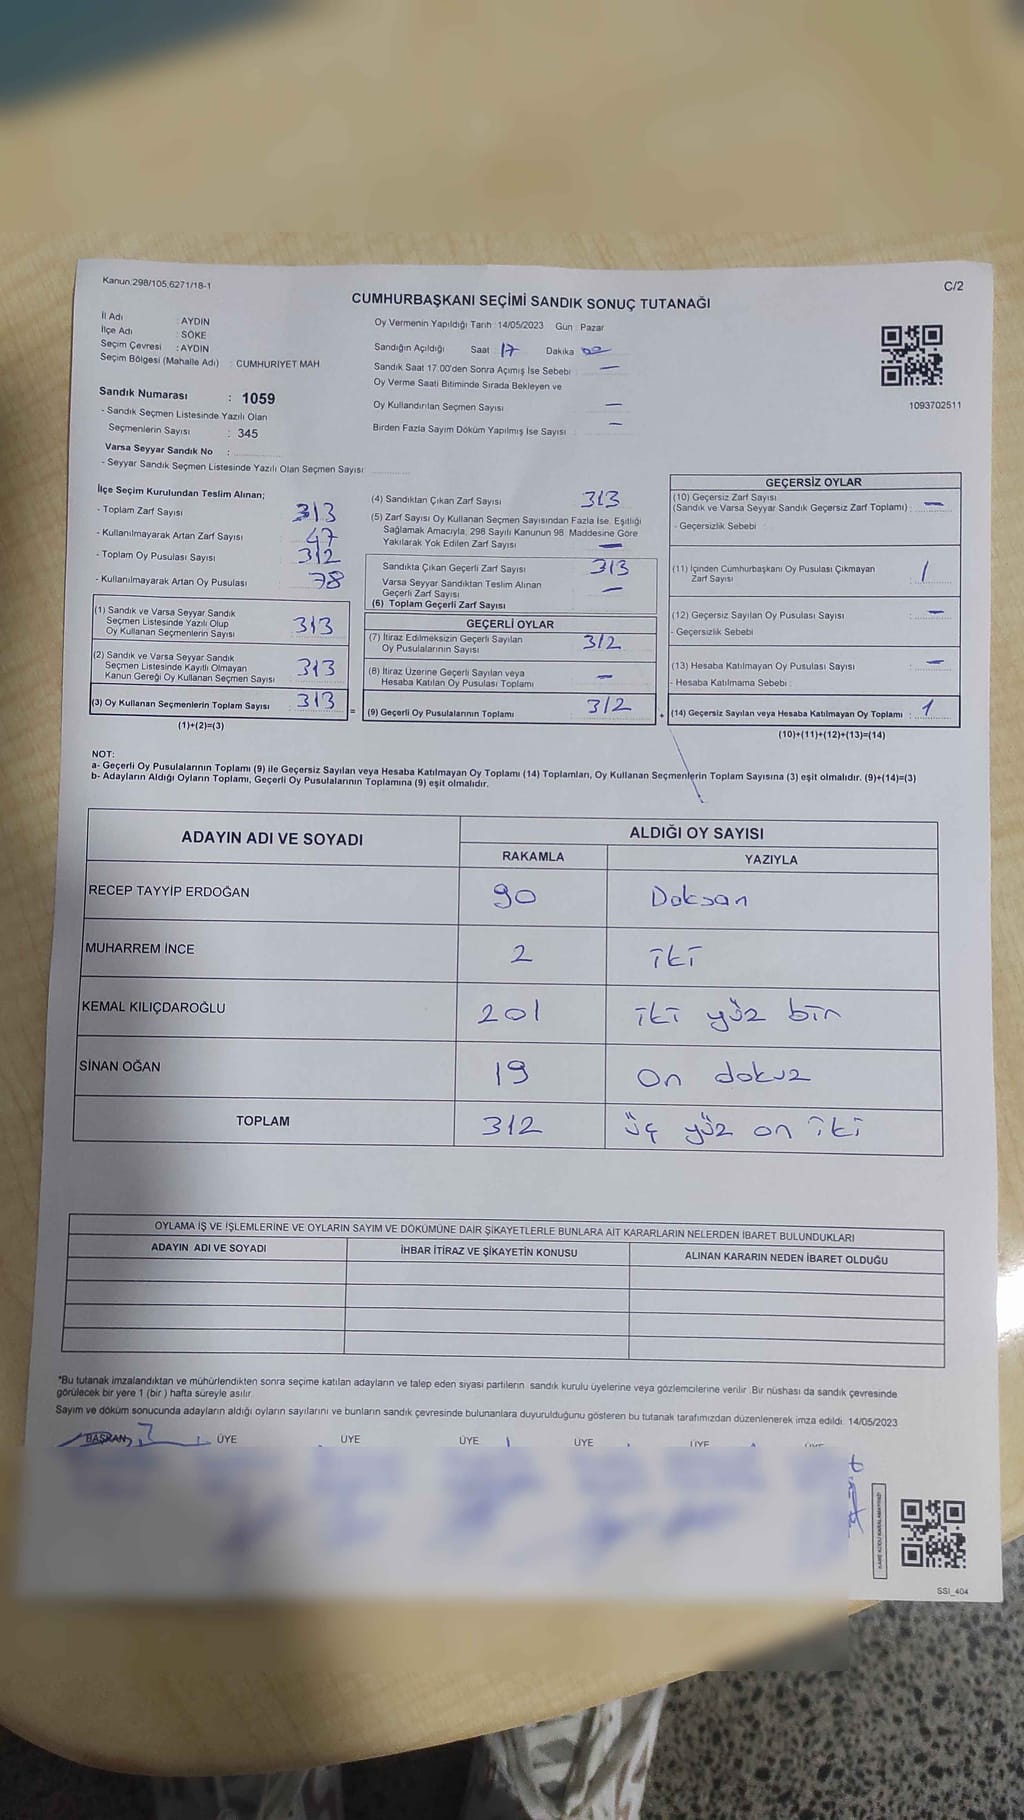 Kanun.298/105,6271/18-1
C/2
CUMHURBAŞKANI SEÇİMİ SANDIK SONUÇ TUTANAĞI
İl Adı : AYDIN
İlçe Adı : SÖKE
Seçim Çevresi : AYDIN
Seçim Bölgesi (Mahalle Adı) : CUMHURİYET MAH
Sandık Numarası : 1059
- Sandık Seçmen Listesinde Yazılı Olan
Seçmenlerin Sayısı : 345
Varsa Seyyar Sandık No :
- Seyyar Sandık Seçmen Listesinde Yazılı Olan Seçmen Sayısı
Oy Vermenin Yapıldığı Tarih :14/05/2023 Gün : Pazar
Sandığın Açıldığı Saat : 17 Dakika : 00
Sandık Saat 17.00'den Sonra Açımış İse Sebebi : —
Oy Verme Saati Bitiminde Sırada Bekleyen ve
Oy Kullandırılan Seçmen Sayısı —
Birden Fazla Sayım Döküm Yapılmış İse Sayısı : —
1093702511
İlçe Seçim Kurulundan Teslim Alınan;
- Toplam Zarf Sayısı 313
- Kullanılmayarak Artan Zarf Sayısı 47
- Toplam Oy Pusulası Sayısı 312
- Kullanılmayarak Artan Oy Pusulası 78
(1) Sandık ve Varsa Seyyar Sandık
Seçmen Listesinde Yazılı Olup
Oy Kullanan Seçmenlerin Sayısı 313
(2) Sandık ve Varsa Seyyar Sandık
Seçmen Listesinde Kayıtlı Olmayan
Kanun Gereği Oy Kullanan Seçmen Sayısı 313
(3) Oy Kullanan Seçmenlerin Toplam Sayısı 313
(1)+(2)=(3)
(4) Sandıktan Çıkan Zarf Sayısı 313
(5) Zarf Sayısı Oy Kullanan Seçmen Sayısından Fazla İse, Eşitliği
Sağlamak Amacıyla, 298 Sayılı Kanunun 98. Maddesine Göre
Yakılarak Yok Edilen Zarf Sayısı —
Sandıkta Çıkan Geçerli Zarf Sayısı 313
Varsa Seyyar Sandıktan Teslim Alınan
Geçerli Zarf Sayısı —
(6) Toplam Geçerli Zarf Sayısı
GEÇERLİ OYLAR
(7) İtiraz Edilmeksizin Geçerli Sayılan
Oy Pusulalarının Sayısı 312
(8) İtiraz Üzerine Geçerli Sayılan veya
Hesaba Katılan Oy Pusulası Toplamı —
= (9) Geçerli Oy Pusulalarının Toplamı 312 +
GEÇERSİZ OYLAR
(10) Geçersiz Zarf Sayısı
(Sandık ve Varsa Seyyar Sandık Geçersiz Zarf Toplamı) : —
- Geçersizlik Sebebi
(11) İçinden Cumhurbaşkanı Oy Pusulası Çıkmayan
Zarf Sayısı 1
(12) Geçersiz Sayılan Oy Pusulası Sayısı : —
- Geçersizlik Sebebi
(13) Hesaba Katılmayan Oy Pusulası Sayısı : —
- Hesaba Katılmama Sebebi :
(14) Geçersiz Sayılan veya Hesaba Katılmayan Oy Toplamı : 1
(10)+(11)+(12)+(13)=(14)
NOT:
a- Geçerli Oy Pusulalarının Toplamı (9) ile Geçersiz Sayılan veya Hesaba Katılmayan Oy Toplamı (14) Toplamları, Oy Kullanan Seçmenlerin Toplam Sayısına (3) eşit olmalıdır. (9)+(14)=(3)
b- Adayların Aldığı Oyların Toplamı, Geçerli Oy Pusulalarının Toplamına (9) eşit olmalıdır.
ADAYIN ADI VE SOYADI ALDIĞI OY SAYISI
RAKAMLA YAZIYLA
RECEP TAYYİP ERDOĞAN 90 Doksan
MUHARREM İNCE 2 iki
KEMAL KILIÇDAROĞLU 201 iki yüz bir
SİNAN OĞAN 19 on dokuz
TOPLAM 312 üç yüz on iki
OYLAMA İŞ VE İŞLEMLERİNE VE OYLARIN SAYIM VE DÖKÜMÜNE DAİR ŞİKAYETLERLE BUNLARA AİT KARARLARIN NELERDEN İBARET BULUNDUKLARI
ADAYIN ADI VE SOYADI İHBAR İTİRAZ VE ŞİKAYETİN KONUSU ALINAN KARARIN NEDEN İBARET OLDUĞU
*Bu tutanak imzalandıktan ve mühürlendikten sonra seçime katılan adayların ve talep eden siyasi partilerin sandık kurulu üyelerine veya gözlemcilerine verilir. Bir nüshası da sandık çevresinde
görülecek bir yere 1 (bir ) hafta süreyle asılır.
Sayım ve döküm sonucunda adayların aldığı oyların sayılarını ve bunların sandık çevresinde bulunanlara duyurulduğunu gösteren bu tutanak tarafımızdan düzenlenerek imza edildi. 14/05/2023
BAŞKAN ÜYE ÜYE ÜYE ÜYE ÜYE ÜYE
KARE KODU KARALAMAYINIZ!
SSI_404